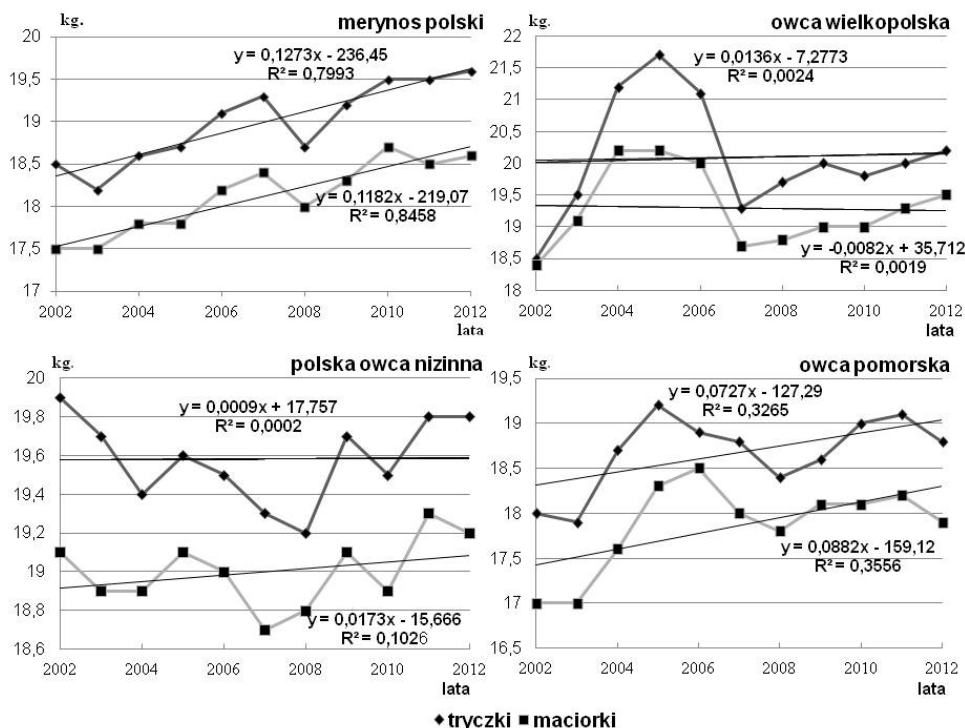 kg.
merynos polski
20
19,5
19
18,5
18
17,5
17
y = 0,1273x - 236,45
R² = 0,7993
y = 0,1182x - 219,07
R² = 0,8458
2002 2004 2006 2008 2010 2012
lata
kg.
owca wielkopolska
22
21,5
21
20,5
20
19,5
19
18,5
18
y = 0,0136x - 7,2773
R² = 0,0024
y = -0,0082x + 35,712
R² = 0,0019
2002 2004 2006 2008 2010 2012
lata
kg.
polska owca nizinna
20
19,8
19,6
19,4
19,2
19
18,8
18,6
y = 0,0009x + 17,757
R² = 0,0002
y = 0,0173x - 15,666
R² = 0,1026
2002 2004 2006 2008 2010 2012
lata
kg.
owca pomorska
19,5
19
18,5
18
17,5
17
16,5
y = 0,0727x - 127,29
R² = 0,3265
y = 0,0882x - 159,12
R² = 0,3556
2002 2004 2006 2008 2010 2012
lata
tryczki maciorki